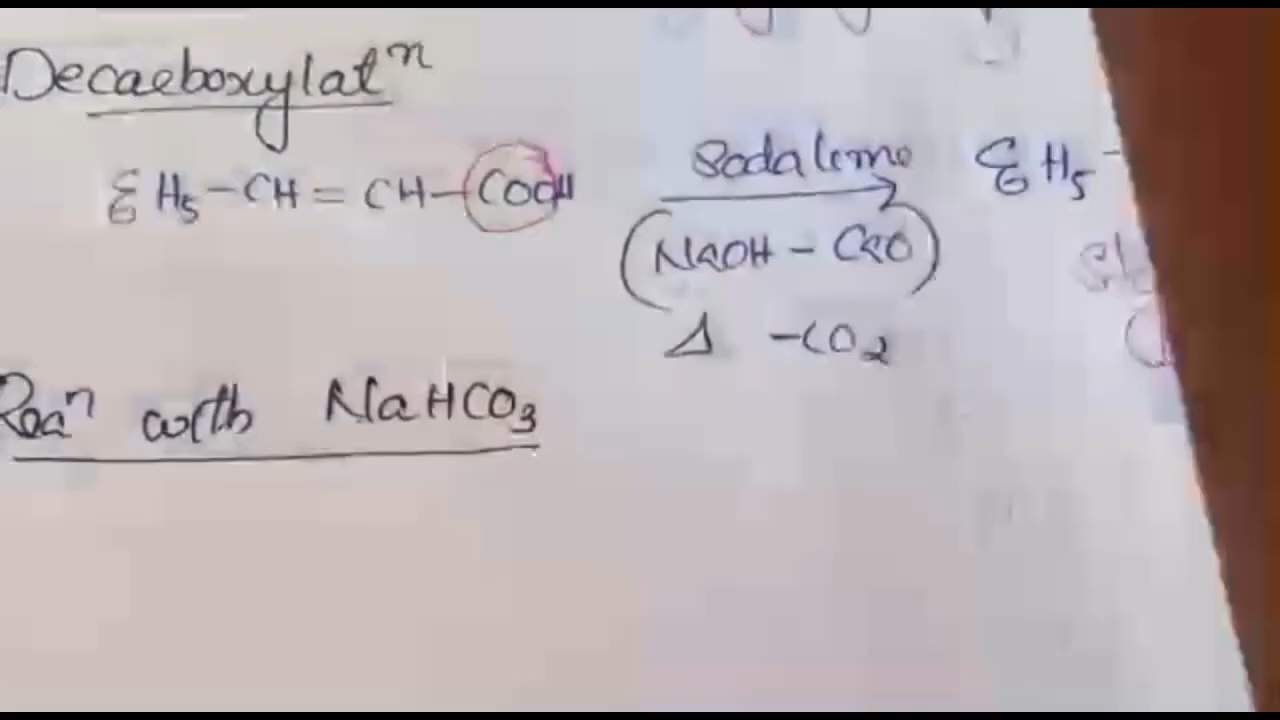 Decarboxylatⁿ
C₆H₅-CH=CH-COOH Sodalime C₆H₅-
(NaOH - CaO)
Δ -CO₂
Reaⁿ with NaHCO₃